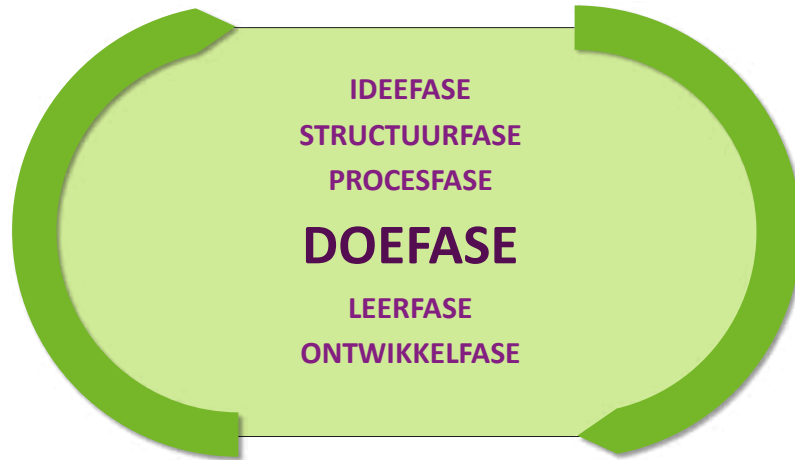 IDEEFASE
STRUCTUURFASE
PROCESFASE
DOEFASE
LEERFASE
ONTWIKKELFASE